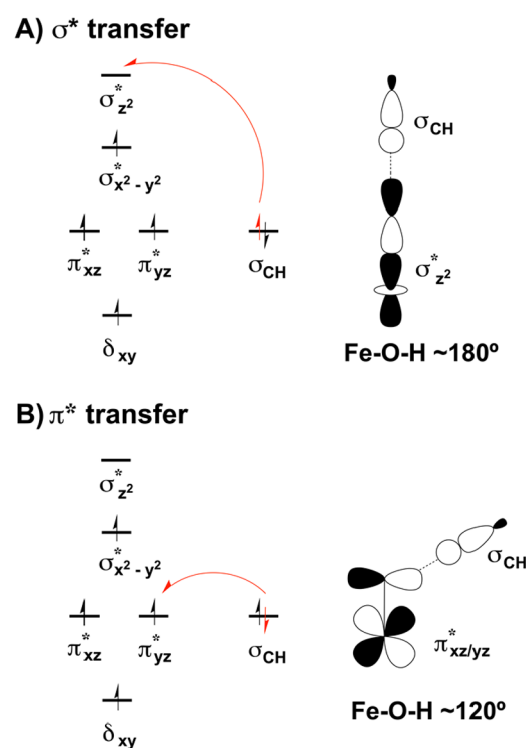 A) σ* transfer
σ*z²
σ*x² - y²
π*xz π*yz σCH
δxy
σCH
σ*z²
Fe-O-H ~180º
B) π* transfer
σ*z²
σ*x² - y²
π*xz π*yz σCH
δxy
σCH
π*xz/yz
Fe-O-H ~120º